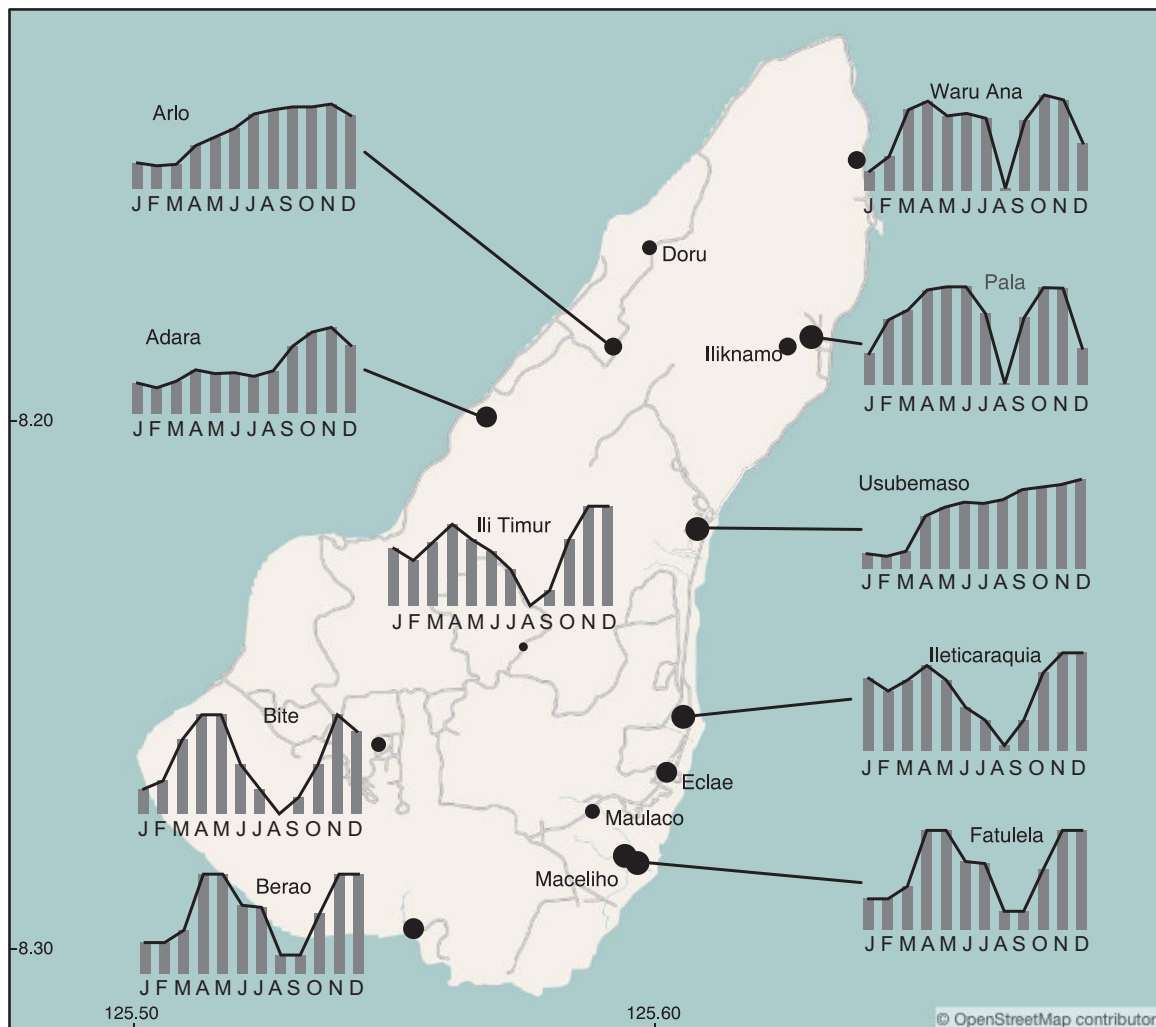 Arlo
J F M A M J J A S O N D
Waru Ana
J F M A M J J A S O N D
Doru
Pala
J F M A M J J A S O N D
Iliknamo
Adara
J F M A M J J A S O N D
-8.20
Usubemaso
J F M A M J J A S O N D
Ili Timur
J F M A M J J A S O N D
Ileticaraquia
J F M A M J J A S O N D
Bite
J F M A M J J A S O N D
Eclae
Maulaco
Fatulela
J F M A M J J A S O N D
Maceliho
Berao
J F M A M J J A S O N D
-8.30
125.50
125.60
© OpenStreetMap contributor